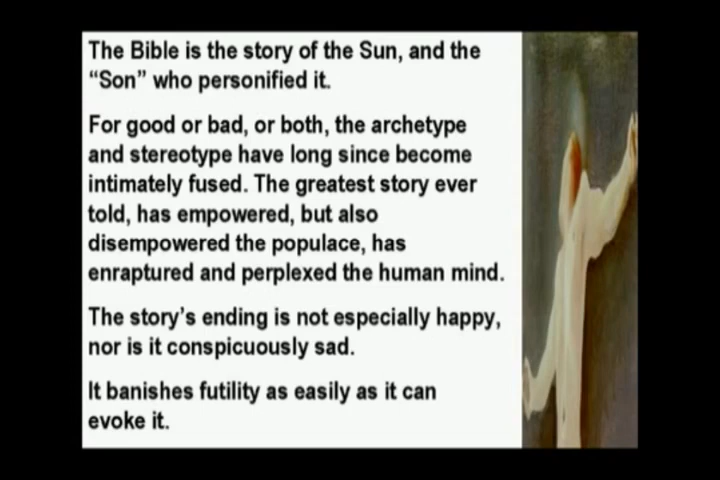 The Bible is the story of the Sun, and the
“Son” who personified it.
For good or bad, or both, the archetype
and stereotype have long since become
intimately fused. The greatest story ever
told, has empowered, but also
disempowered the populace, has
enraptured and perplexed the human mind.
The story’s ending is not especially happy,
nor is it conspicuously sad.
It banishes futility as easily as it can
evoke it.